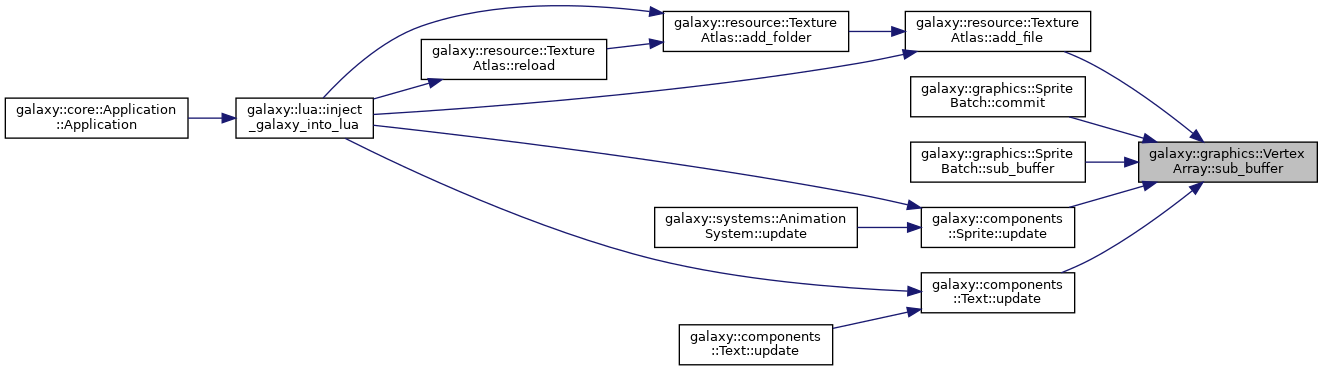 galaxy::core::Application
::Application
galaxy::lua::inject
_galaxy_into_lua
galaxy::resource::Texture
Atlas::reload
galaxy::resource::Texture
Atlas::add_folder
galaxy::resource::Texture
Atlas::add_file
galaxy::graphics::Sprite
Batch::commit
galaxy::graphics::Sprite
Batch::sub_buffer
galaxy::graphics::Vertex
Array::sub_buffer
galaxy::systems::Animation
System::update
galaxy::components
::Sprite::update
galaxy::components
::Text::update
galaxy::components
::Text::update